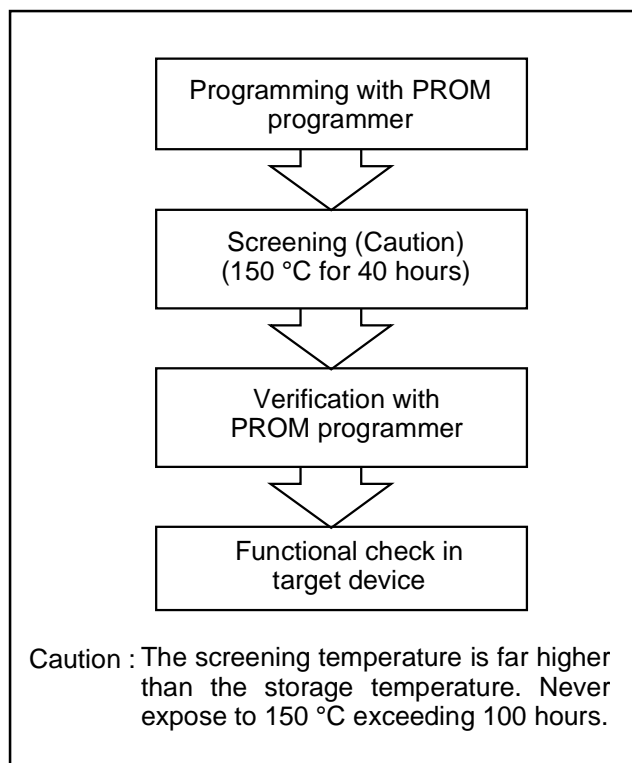 Programming with PROM
programmer
Screening (Caution)
(150 °C for 40 hours)
Verification with
PROM programmer
Functional check in
target device
Caution : The screening temperature is far higher
than the storage temperature. Never
expose to 150 °C exceeding 100 hours.